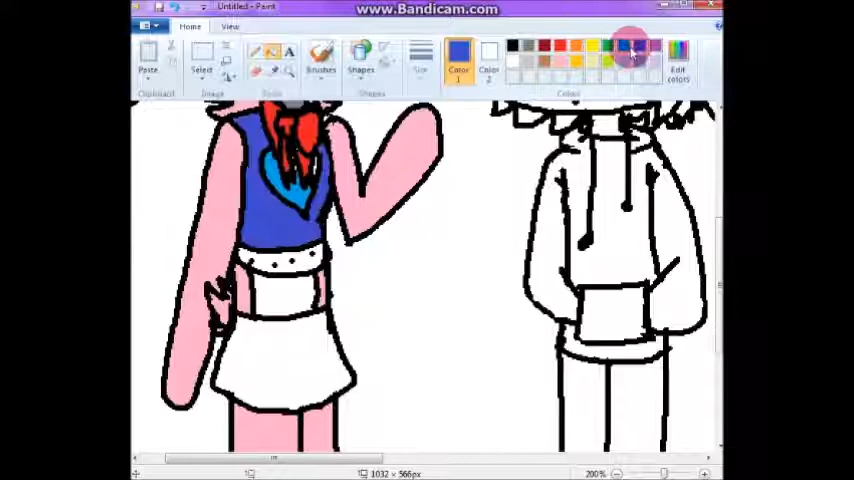 Untitled - Paint
www.Bandicam.com
Home View
Paste
Select
A
Brushes
Shapes
Size
Color 1
Color 2
Edit colors
Clipboard
Image
Tools
Shapes
Colours
1032 × 566px
200%